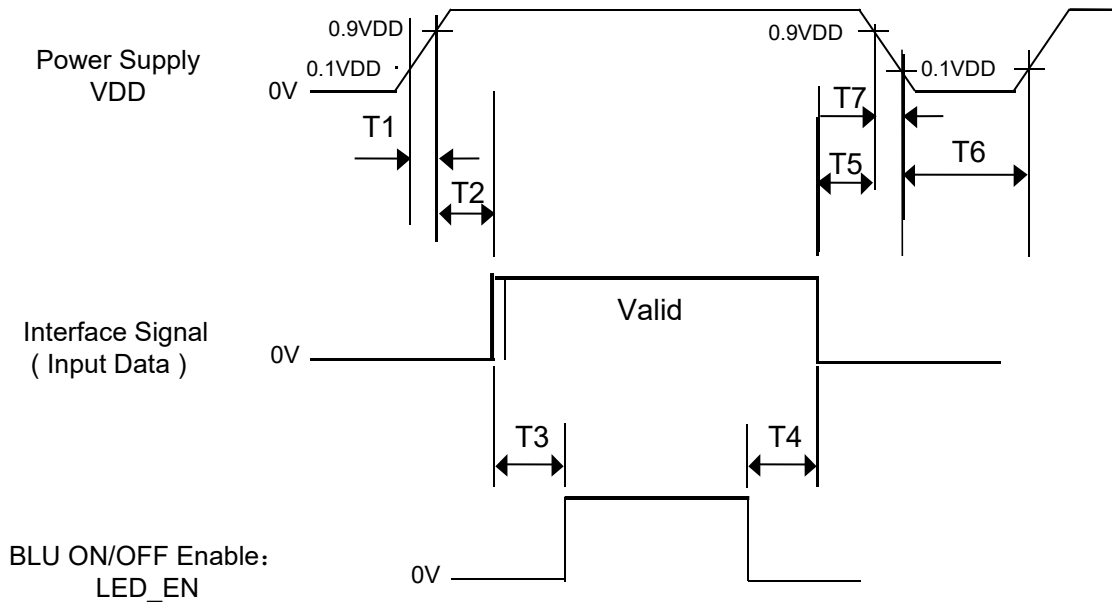 Power Supply
VDD
0.9VDD
0.1VDD
0V
0.9VDD
0.1VDD
T1
T2
T7
T5
T6
Interface Signal
( Input Data )
0V
Valid
T3
T4
BLU ON/OFF Enable：
LED_EN
0V